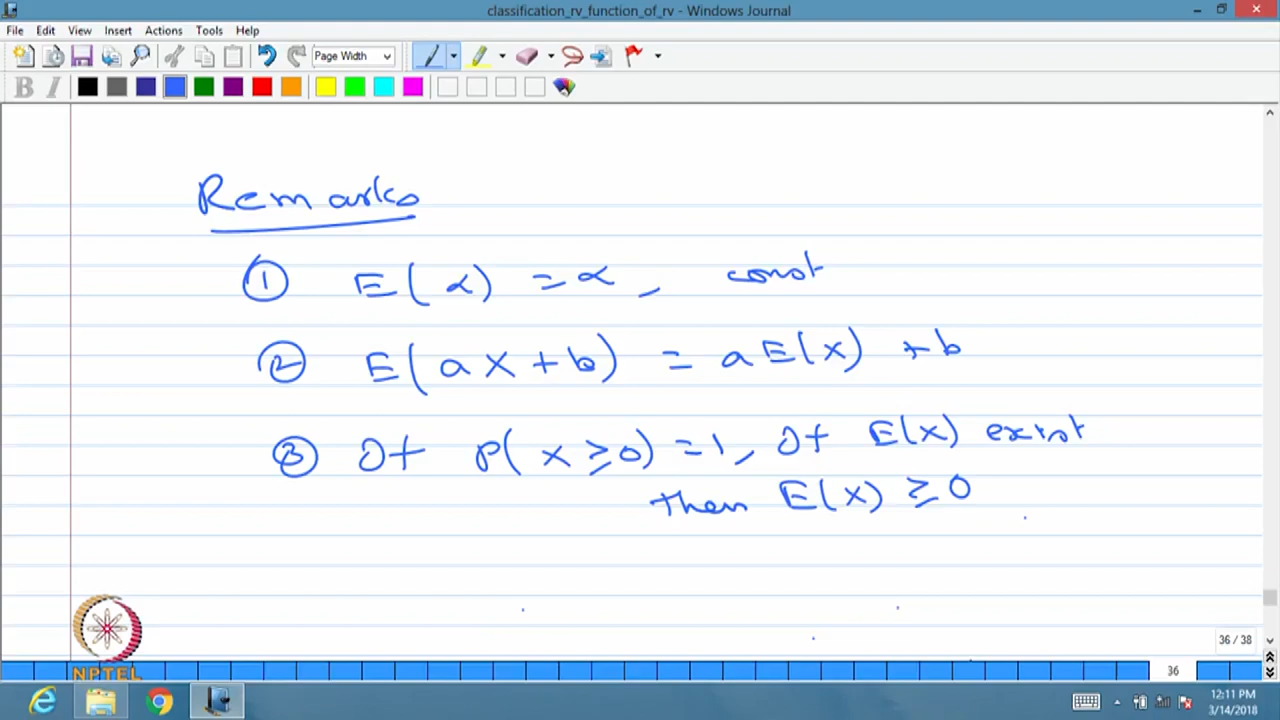 classification_rv_function_of_rv - Windows Journal
File Edit View Insert Actions Tools Help
Page Width
B I
Remarks
① E(α) = α, const
② E(aX+b) = aE(X) + b
③ If P(X ≥ 0) = 1, If E(X) exist
then E(X) ≥ 0
36 / 38
NPTEL
36
12:11 PM
3/14/2018